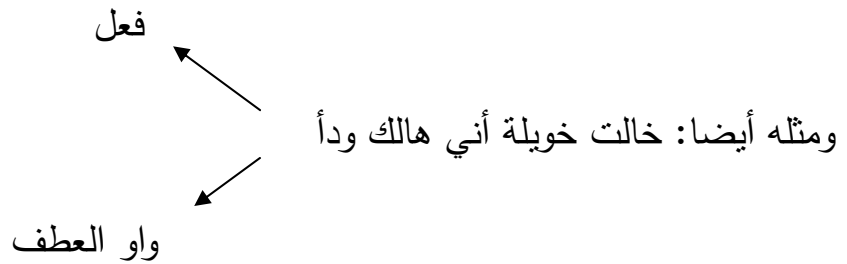 فعل
ومثله أيضا: خالت خويلة أني هالك ودأ
واو العطف